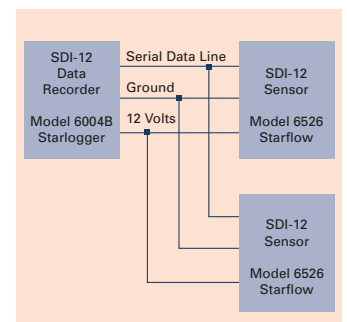 SDI-12
Data
Recorder
Model 6004B
Starlogger
Serial Data Line
Ground
12 Volts
SDI-12
Sensor
Model 6526
Starflow
SDI-12
Sensor
Model 6526
Starflow